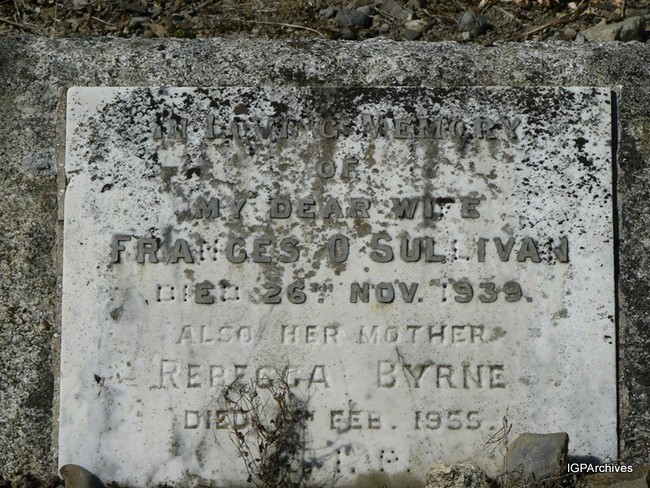 IN LOVING MEMORY
OF
MY DEAR WIFE
FRANCES O SULLIVAN
DIED 26TH NOV. 1939.
ALSO HER MOTHER
REBECCA BYRNE
DIED FEB. 1955.
IGPArchives